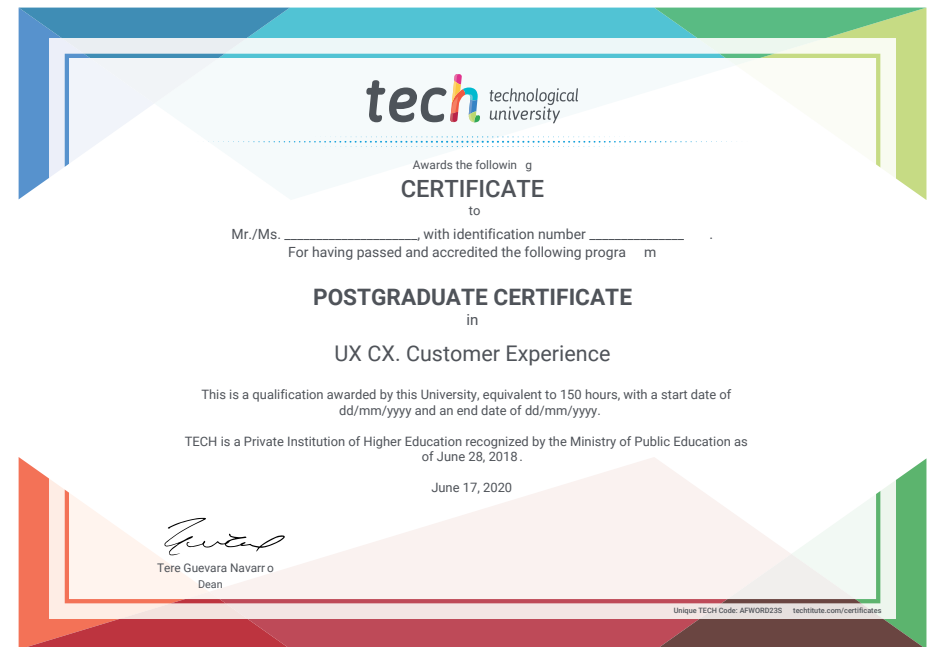 tech technological
university
Awards the followin g
CERTIFICATE
to
Mr./Ms. ___________________, with identification number ______________ .
For having passed and accredited the following progra m
POSTGRADUATE CERTIFICATE
in
UX CX. Customer Experience
This is a qualification awarded by this University, equivalent to 150 hours, with a start date of
dd/mm/yyyy and an end date of dd/mm/yyyy.
TECH is a Private Institution of Higher Education recognized by the Ministry of Public Education as
of June 28, 2018.
June 17, 2020
Tere Guevara Navarr o
Dean
Unique TECH Code: AFWORD23S techtitute.com/certificates